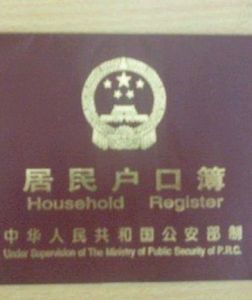 居民户口簿
Household Register
中华人民共和国公安部制
Under Supervision of The Ministry of Public Security of P.R.C.